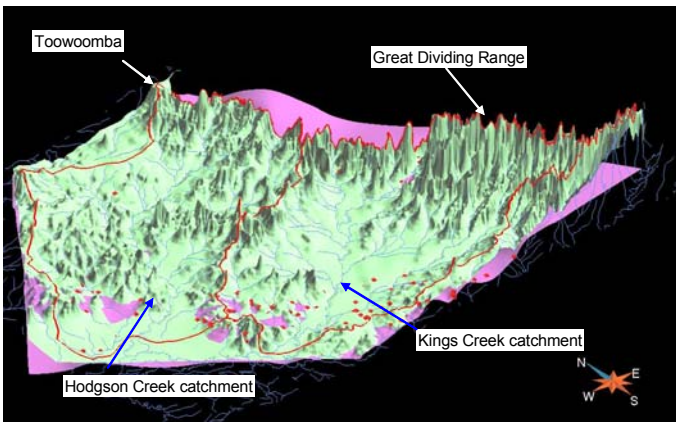 Toowoomba
Great Dividing Range
Kings Creek catchment
Hodgson Creek catchment
N
E
W
S